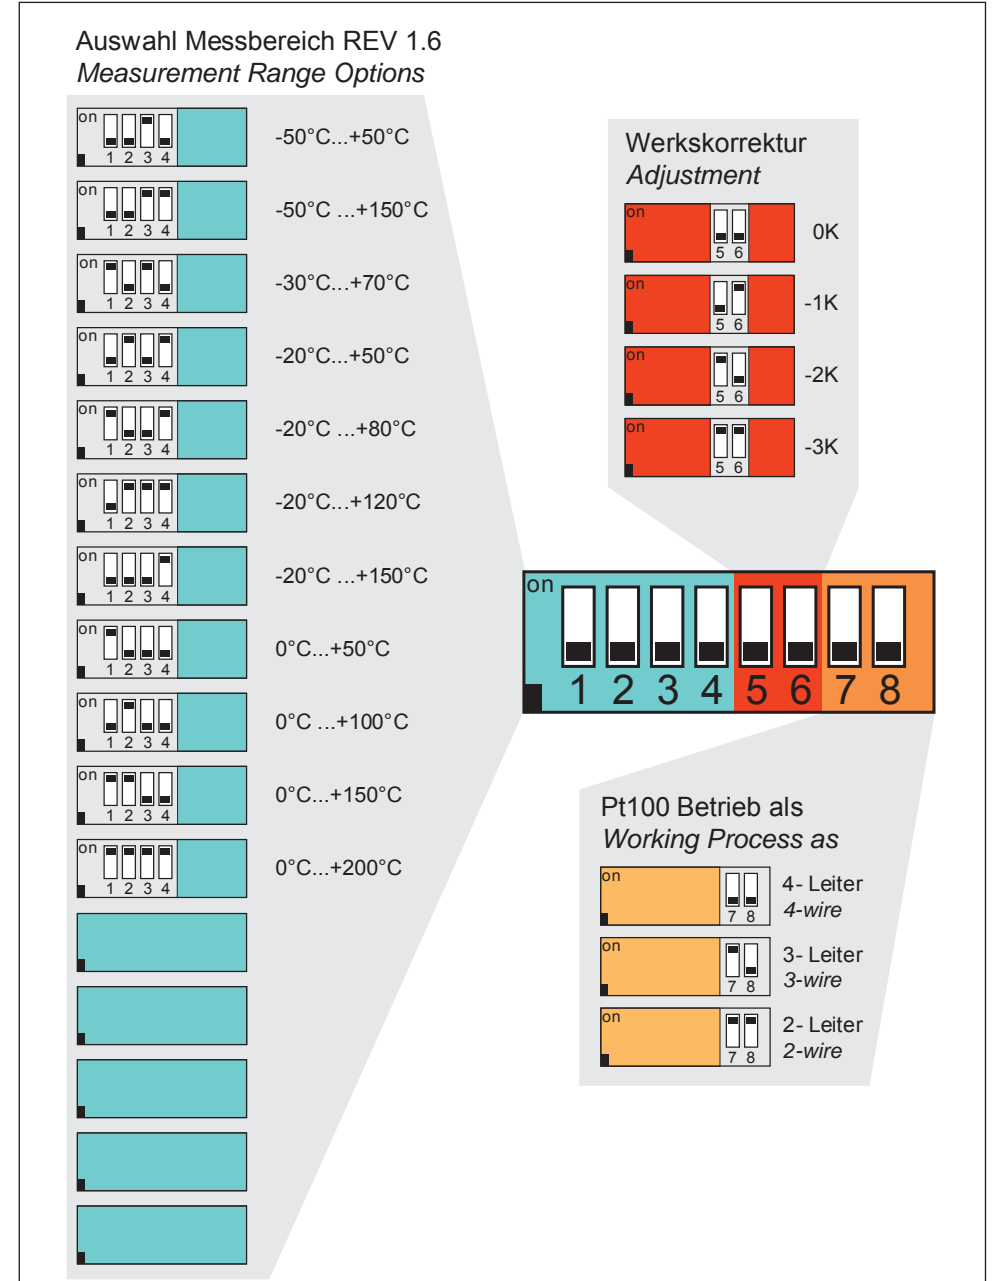 Auswahl Messbereich REV 1.6
Measurement Range Options
on
1 2 3 4
-50°C...+50°C
on
1 2 3 4
-50°C ...+150°C
on
1 2 3 4
-30°C...+70°C
on
1 2 3 4
-20°C...+50°C
on
1 2 3 4
-20°C ...+80°C
on
1 2 3 4
-20°C...+120°C
on
1 2 3 4
-20°C ...+150°C
on
1 2 3 4
0°C...+50°C
on
1 2 3 4
0°C ...+100°C
on
1 2 3 4
0°C...+150°C
on
1 2 3 4
0°C...+200°C
Werkskorrektur
Adjustment
on
5 6
0K
on
5 6
-1K
on
5 6
-2K
on
5 6
-3K
on
1 2 3 4 5 6 7 8
Pt100 Betrieb als
Working Process as
on
7 8
4- Leiter
4-wire
on
7 8
3- Leiter
3-wire
on
7 8
2- Leiter
2-wire